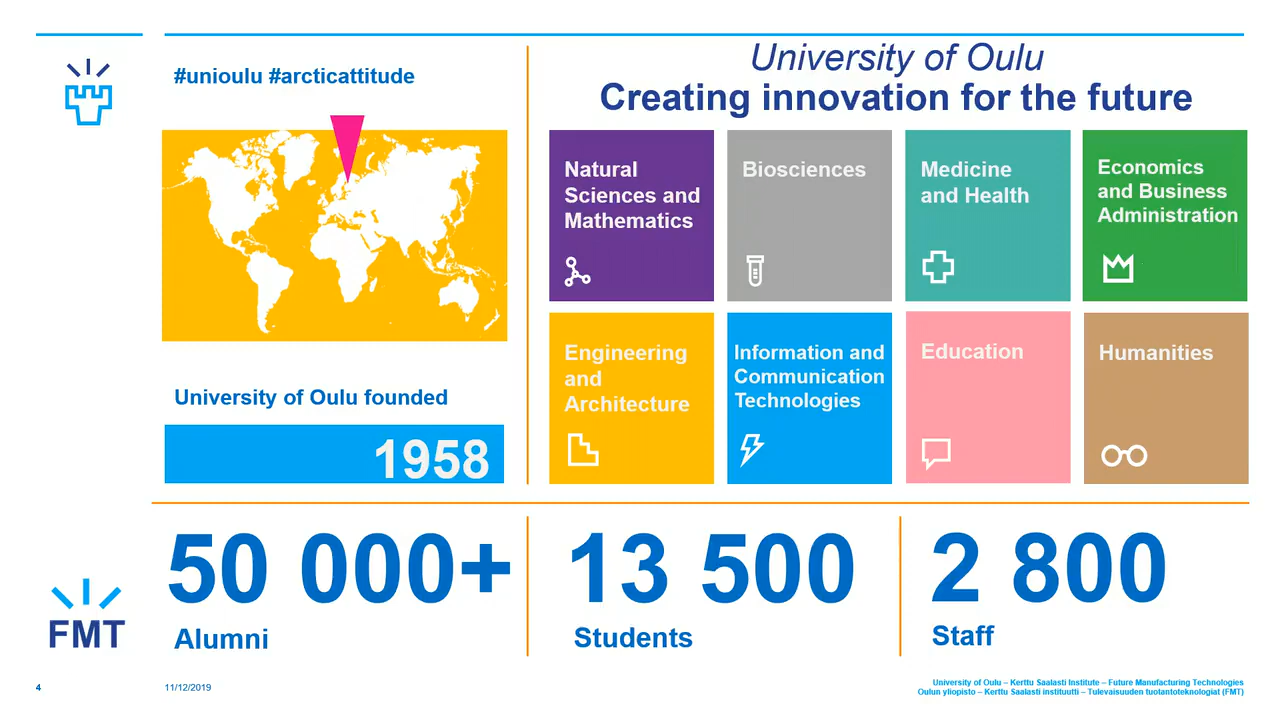 #unioulu #arcticattitude
University of Oulu
Creating innovation for the future
Natural
Sciences and
Mathematics
Biosciences
Medicine
and Health
Economics
and Business
Administration
Engineering
and
Architecture
Information and
Communication
Technologies
Education
Humanities
University of Oulu founded
1958
50 000+
Alumni
13 500
Students
2 800
Staff
FMT
4
11/12/2019
University of Oulu – Kerttu Saalasti Institute – Future Manufacturing Technologies
Oulun yliopisto – Kerttu Saalasti instituutti – Tulevaisuuden tuotantoteknologiat (FMT)